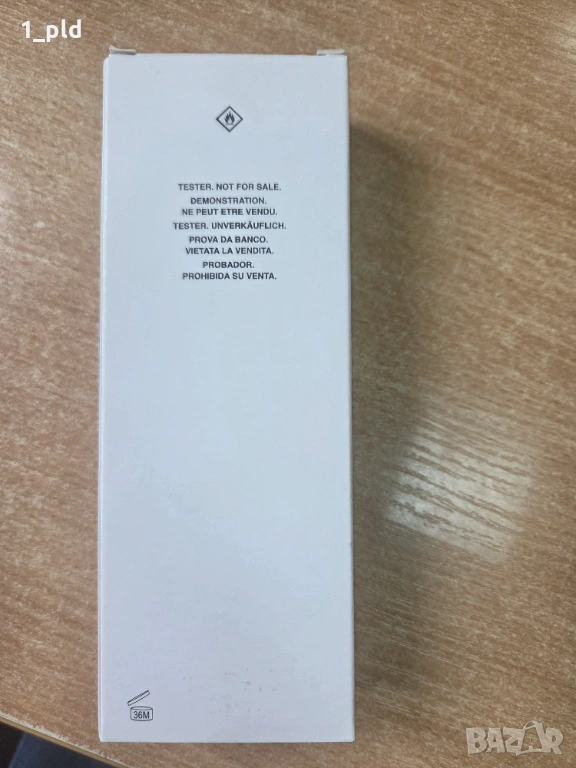 1_pld
TESTER. NOT FOR SALE.
DEMONSTRATION.
NE PEUT ETRE VENDU.
TESTER. UNVERKÄUFLICH.
PROVA DA BANCO.
VIETATA LA VENDITA.
PROBADOR.
PROHIBIDA SU VENTA.
36M
BAZAR